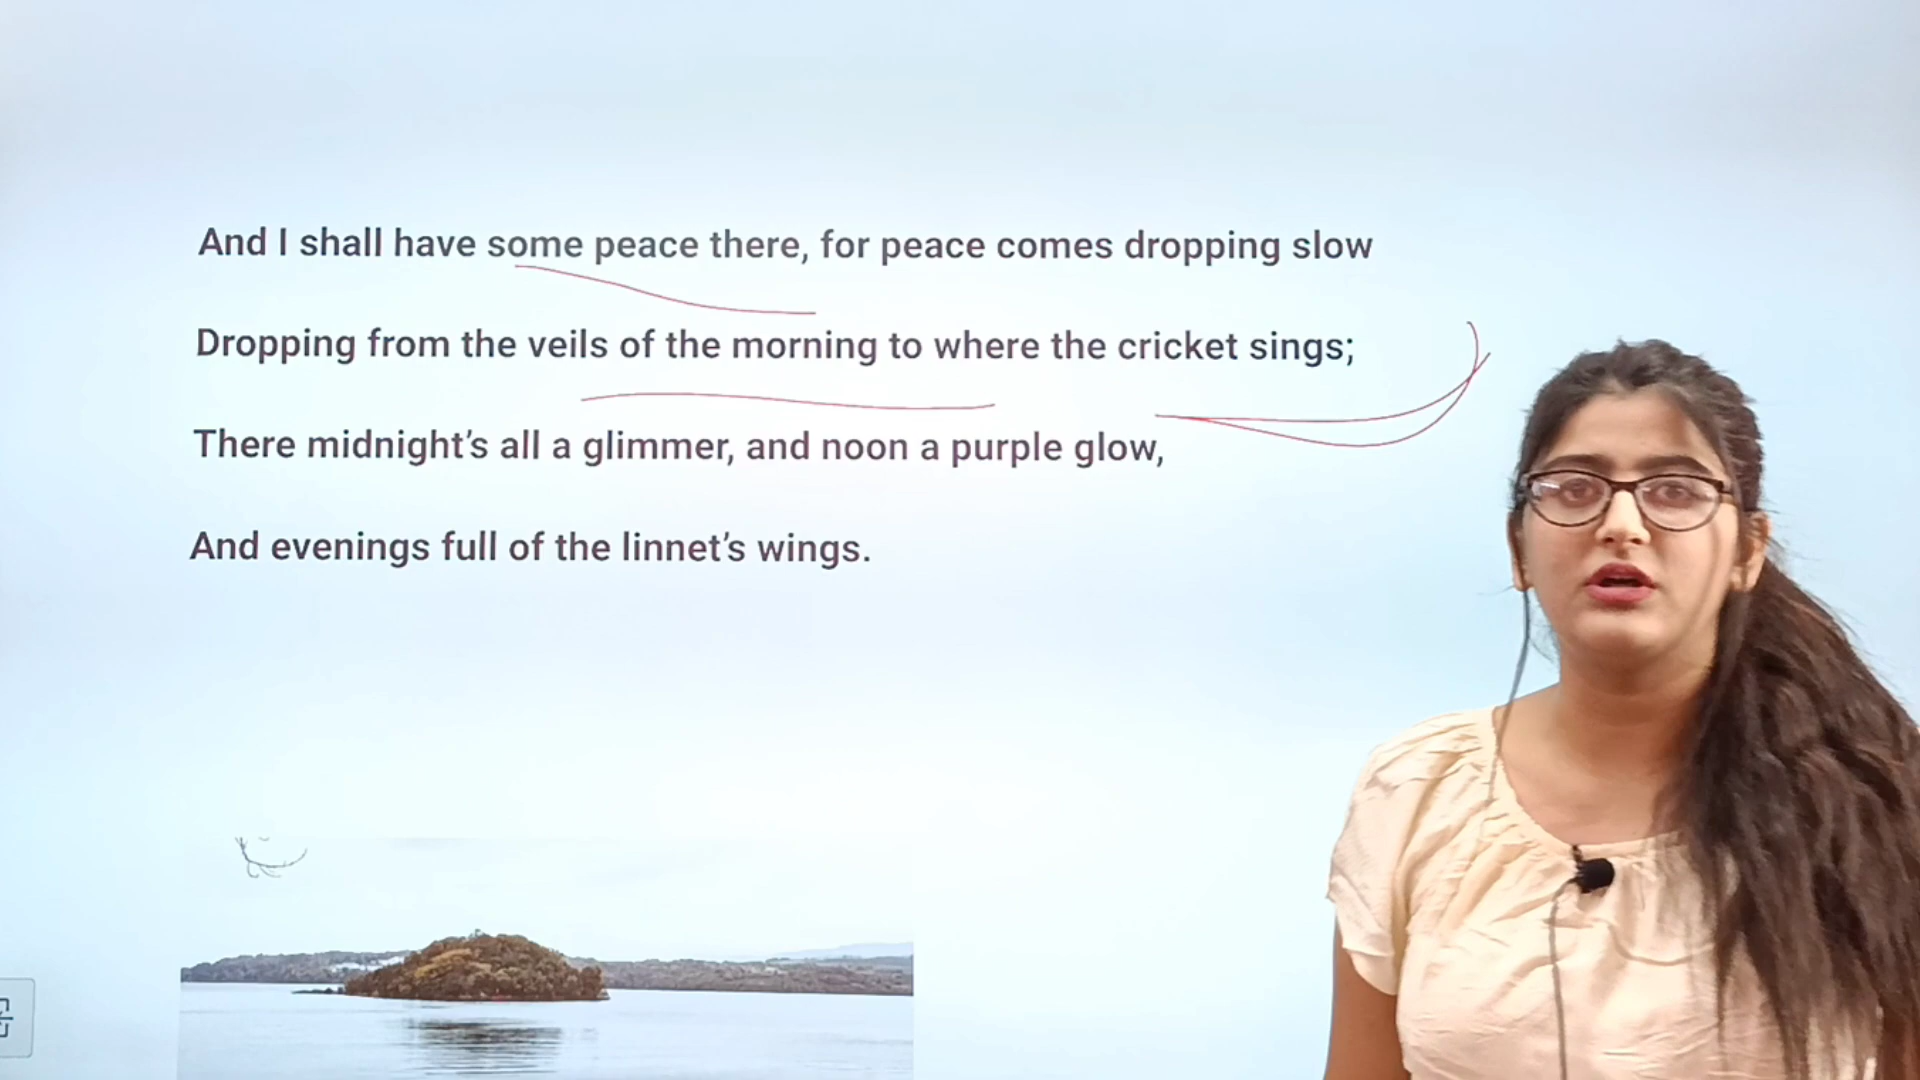 And I shall have some peace there, for peace comes dropping slow
Dropping from the veils of the morning to where the cricket sings;
There midnight’s all a glimmer, and noon a purple glow,
And evenings full of the linnet’s wings.